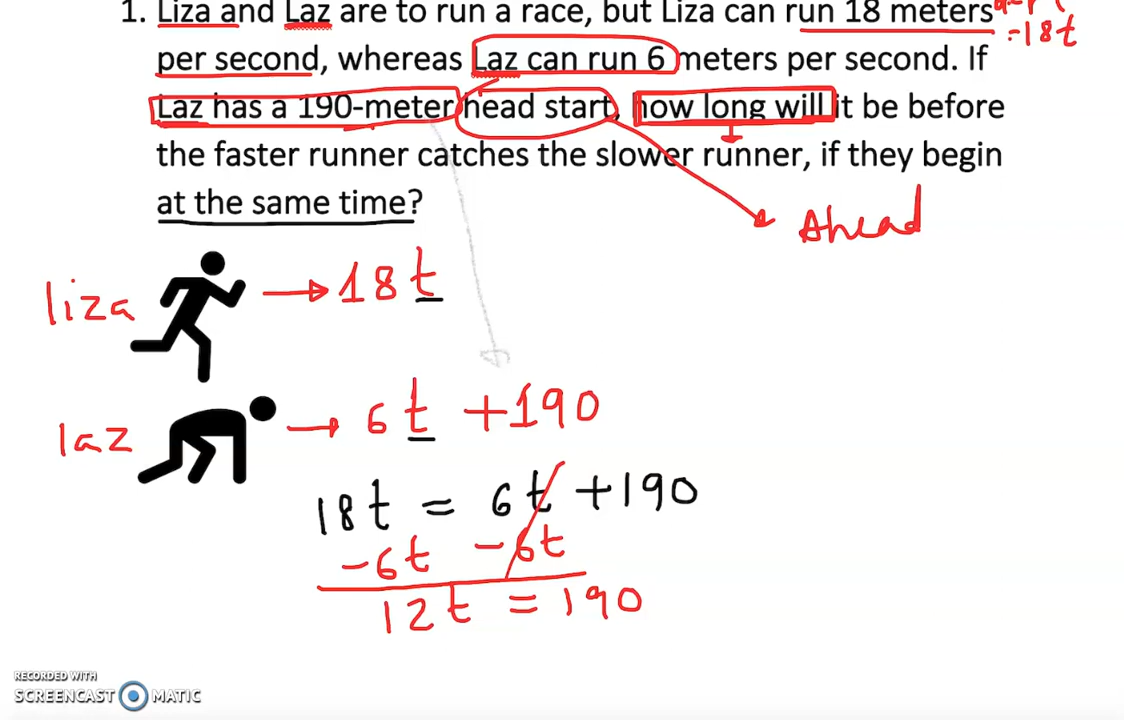 1. Liza and Laz are to run a race, but Liza can run 18 meters
=18t
per second, whereas Laz can run 6 meters per second. If
Laz has a 190-meter head start, how long will it be before
the faster runner catches the slower runner, if they begin
at the same time?
Ahead
liza → 18t
laz → 6t +190
18t = 6t +190
-6t -6t
12t = 190
RECORDED WITH
SCREENCAST MATIC